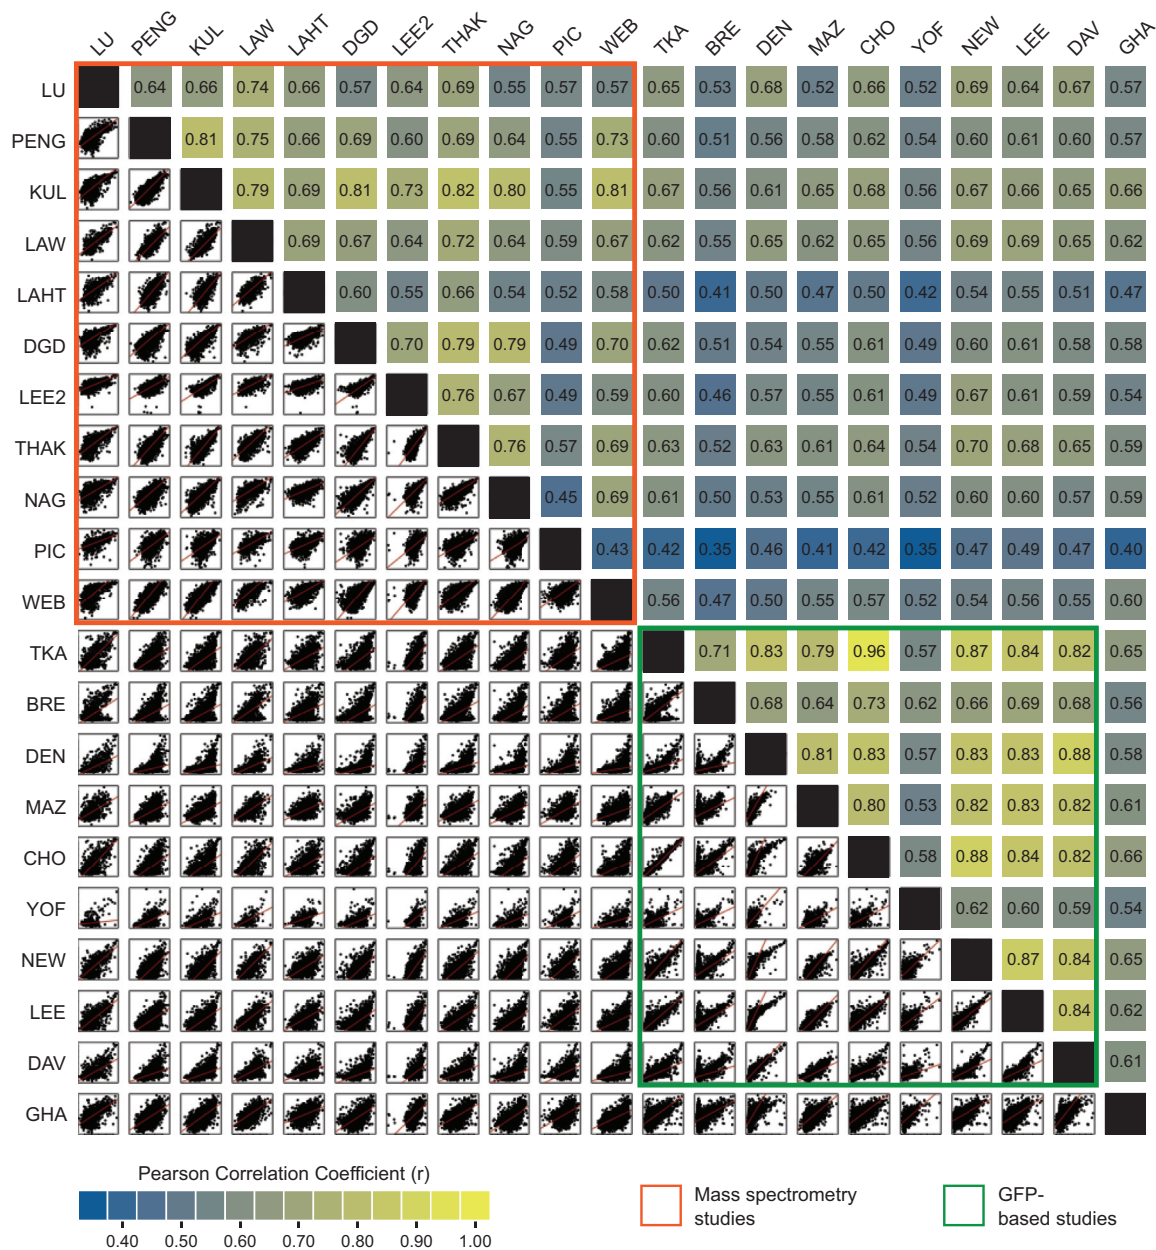 LU PENG KUL LAW LAHT DGD LEE2 THAK NAG PIC WEB TKA BRE DEN MAZ CHO YOF NEW LEE DAV GHA
LU 0.64 0.66 0.74 0.66 0.57 0.64 0.69 0.55 0.57 0.57 0.65 0.53 0.68 0.52 0.66 0.52 0.69 0.64 0.67 0.57
PENG 0.81 0.75 0.66 0.69 0.60 0.69 0.64 0.55 0.73 0.60 0.51 0.56 0.58 0.62 0.54 0.60 0.61 0.60 0.57
KUL 0.79 0.69 0.81 0.73 0.82 0.80 0.55 0.81 0.67 0.56 0.61 0.65 0.68 0.56 0.67 0.66 0.65 0.66
LAW 0.69 0.67 0.64 0.72 0.64 0.59 0.67 0.62 0.55 0.65 0.62 0.65 0.56 0.69 0.69 0.65 0.62
LAHT 0.60 0.55 0.66 0.54 0.52 0.58 0.50 0.41 0.50 0.47 0.50 0.42 0.54 0.55 0.51 0.47
DGD 0.70 0.79 0.79 0.49 0.70 0.62 0.51 0.54 0.55 0.61 0.49 0.60 0.61 0.58 0.58
LEE2 0.76 0.67 0.49 0.59 0.60 0.46 0.57 0.55 0.61 0.49 0.67 0.61 0.59 0.54
THAK 0.76 0.57 0.69 0.63 0.52 0.63 0.61 0.64 0.54 0.70 0.68 0.65 0.59
NAG 0.45 0.69 0.61 0.50 0.53 0.55 0.61 0.52 0.60 0.60 0.57 0.59
PIC 0.43 0.42 0.35 0.46 0.41 0.42 0.35 0.47 0.49 0.47 0.40
WEB 0.56 0.47 0.50 0.55 0.57 0.52 0.54 0.56 0.55 0.60
TKA 0.71 0.83 0.79 0.96 0.57 0.87 0.84 0.82 0.65
BRE 0.68 0.64 0.73 0.62 0.66 0.69 0.68 0.56
DEN 0.81 0.83 0.57 0.83 0.83 0.88 0.58
MAZ 0.80 0.53 0.82 0.83 0.82 0.61
CHO 0.58 0.88 0.84 0.82 0.66
YOF 0.62 0.60 0.59 0.54
NEW 0.87 0.84 0.65
LEE 0.84 0.62
DAV 0.61
GHA
Pearson Correlation Coefficient (r)
0.40 0.50 0.60 0.70 0.80 0.90 1.00
Mass spectrometry
studies
GFP-
based studies